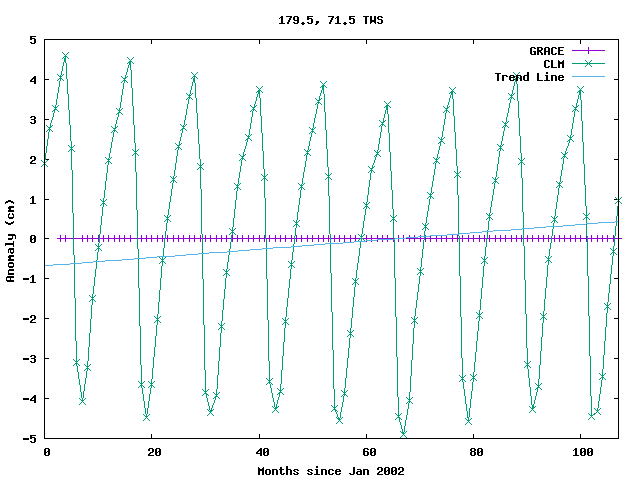 179.5, 71.5 TWS
GRACE
CLM
Trend Line
5
4
3
2
1
0
-1
-2
-3
-4
-5
Anomaly (cm)
0 20 40 60 80 100
Months since Jan 2002